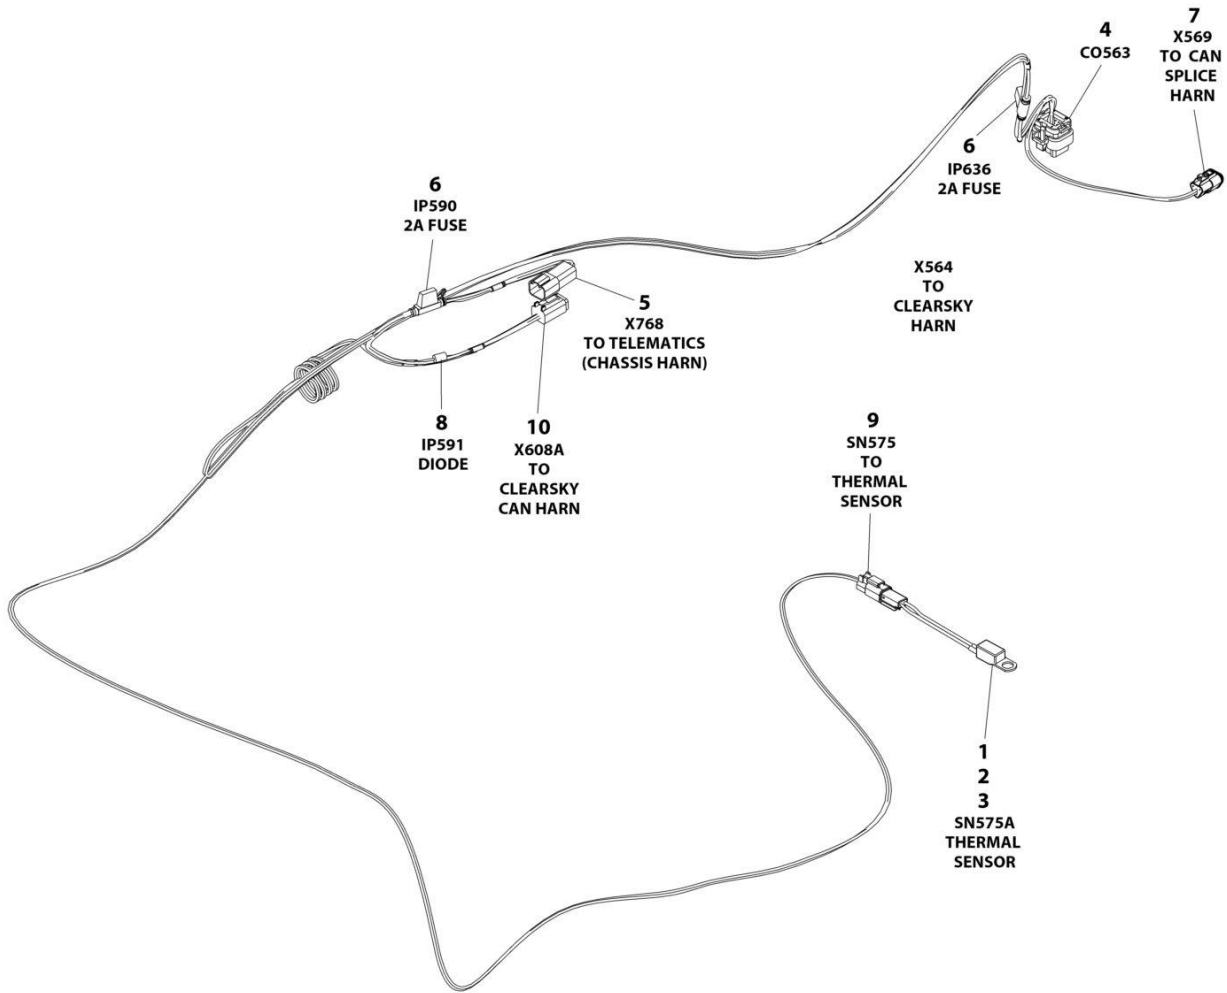 7
X569
TO CAN
SPLICE
HARN
4
CO563
6
IP636
2A FUSE
6
IP590
2A FUSE
X564
TO
CLEARSKY
HARN
5
X768
TO TELEMATICS
(CHASSIS HARN)
8
IP591
DIODE
10
X608A
TO
CLEARSKY
CAN HARN
9
SN575
TO
THERMAL
SENSOR
1
2
3
SN575A
THERMAL
SENSOR